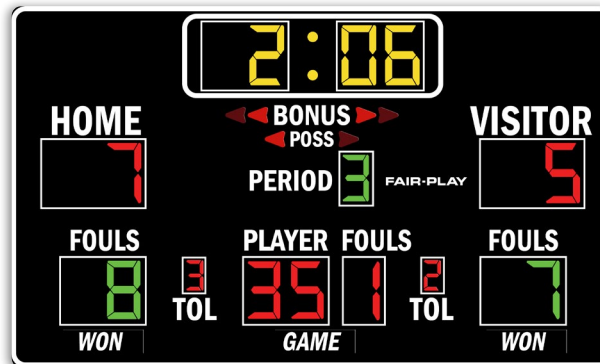 2:06
HOME BONUS VISITOR
7 POSS 5
PERIOD 3 FAIR-PLAY
FOULS PLAYER FOULS FOULS
8 3 35 1 2 7
TOL TOL
WON GAME WON